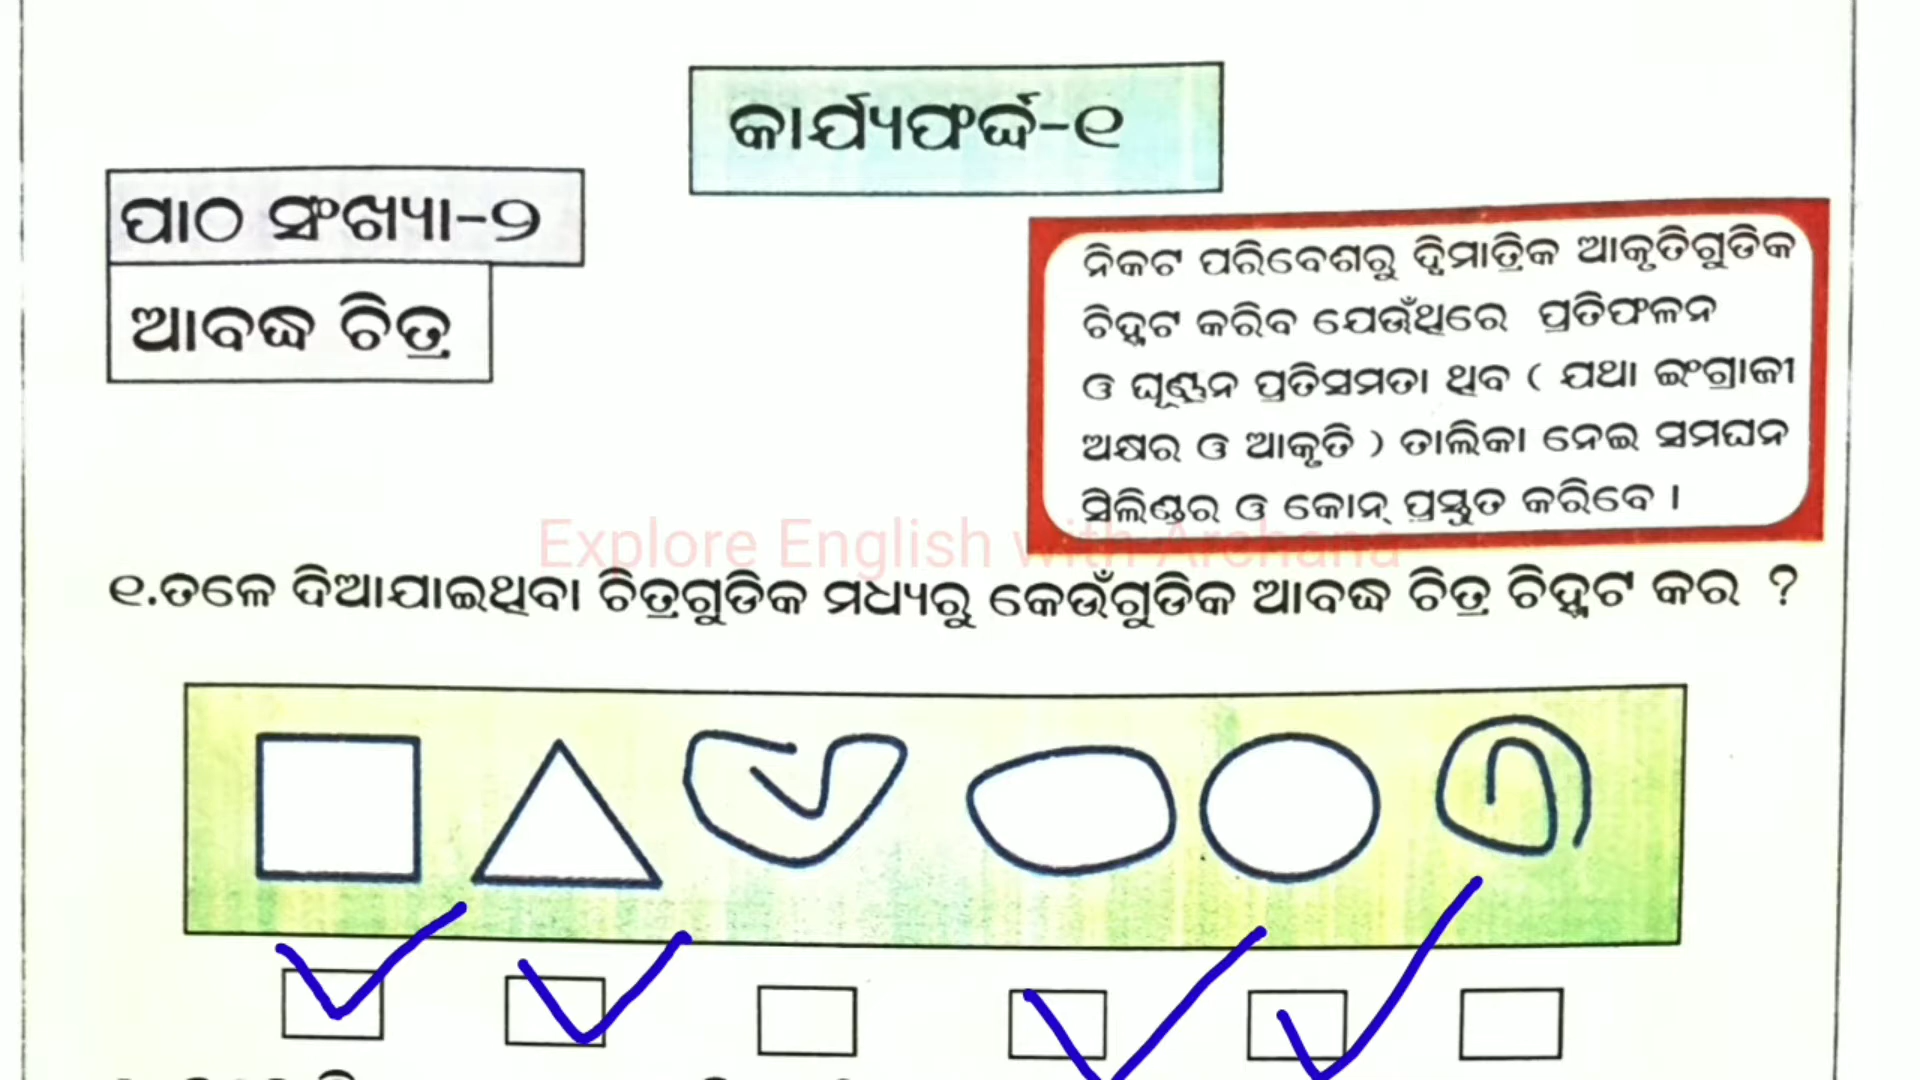 କାର୍ଯ୍ୟଫର୍ଦ୍ଦ-୧
ପାଠ ସଂଖ୍ୟା-୨
ଆବଦ୍ଧ ଚିତ୍ର
ନିକଟ ପରିବେଶରୁ ଦ୍ୱିମାତ୍ରିକ ଆକୃତିଗୁଡିକ
ଚିହ୍ନଟ କରିବ ଯେଉଁଥିରେ ପ୍ରତିଫଳନ
ଓ ଘୂର୍ଣ୍ଣନ ପ୍ରତିସମତା ଥିବ ( ଯଥା ଇଂଗ୍ରାଜୀ
ଅକ୍ଷର ଓ ଆକୃତି ) ତାଲିକା ନେଇ ସମଘନ
ସିଲିଣ୍ଡର ଓ କୋନ୍ ପ୍ରସ୍ତୁତ କରିବେ ।
Explore English with Archana
୧.ତଳେ ଦିଆଯାଇଥିବା ଚିତ୍ରଗୁଡିକ ମଧ୍ୟରୁ କେଉଁଗୁଡିକ ଆବଦ୍ଧ ଚିତ୍ର ଚିହ୍ନଟ କର ?